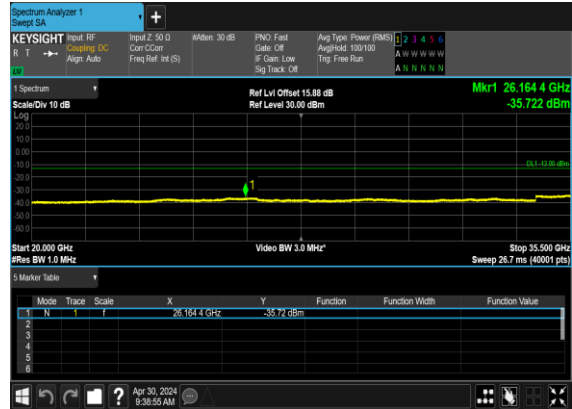 Spectrum Analyzer 1
Swept SA
+
KEYSIGHT Input: RF Input Z: 50 Ω #Atten: 30 dB PNO: Fast Avg Type: Power (RMS) 1 2 3 4 5 6
R T Coupling: DC Corr CCorr Gate: Off Avg|Hold: 100/100 A W W W W W
Align: Auto Freq Ref: Int (S) IF Gain: Low Trig: Free Run
Sig Track: Off A N N N N N
1 Spectrum Ref Lvl Offset 15.88 dB Mkr1 26.164 4 GHz
Scale/Div 10 dB Ref Level 30.00 dBm -35.722 dBm
Log
20.0
10.0
0.00
-10.0
DL1 -13.00 dBm
-20.0
-30.0
1
-40.0
-50.0
-60.0
Start 20.000 GHz Video BW 3.0 MHz* Stop 35.500 GHz
#Res BW 1.0 MHz Sweep 26.7 ms (40001 pts)
5 Marker Table
Mode Trace Scale X Y Function Function Width Function Value
1 N 1 f 26.164 4 GHz -35.72 dBm
2
3
4
5
6
? Apr 30, 2024
9:38:55 AM